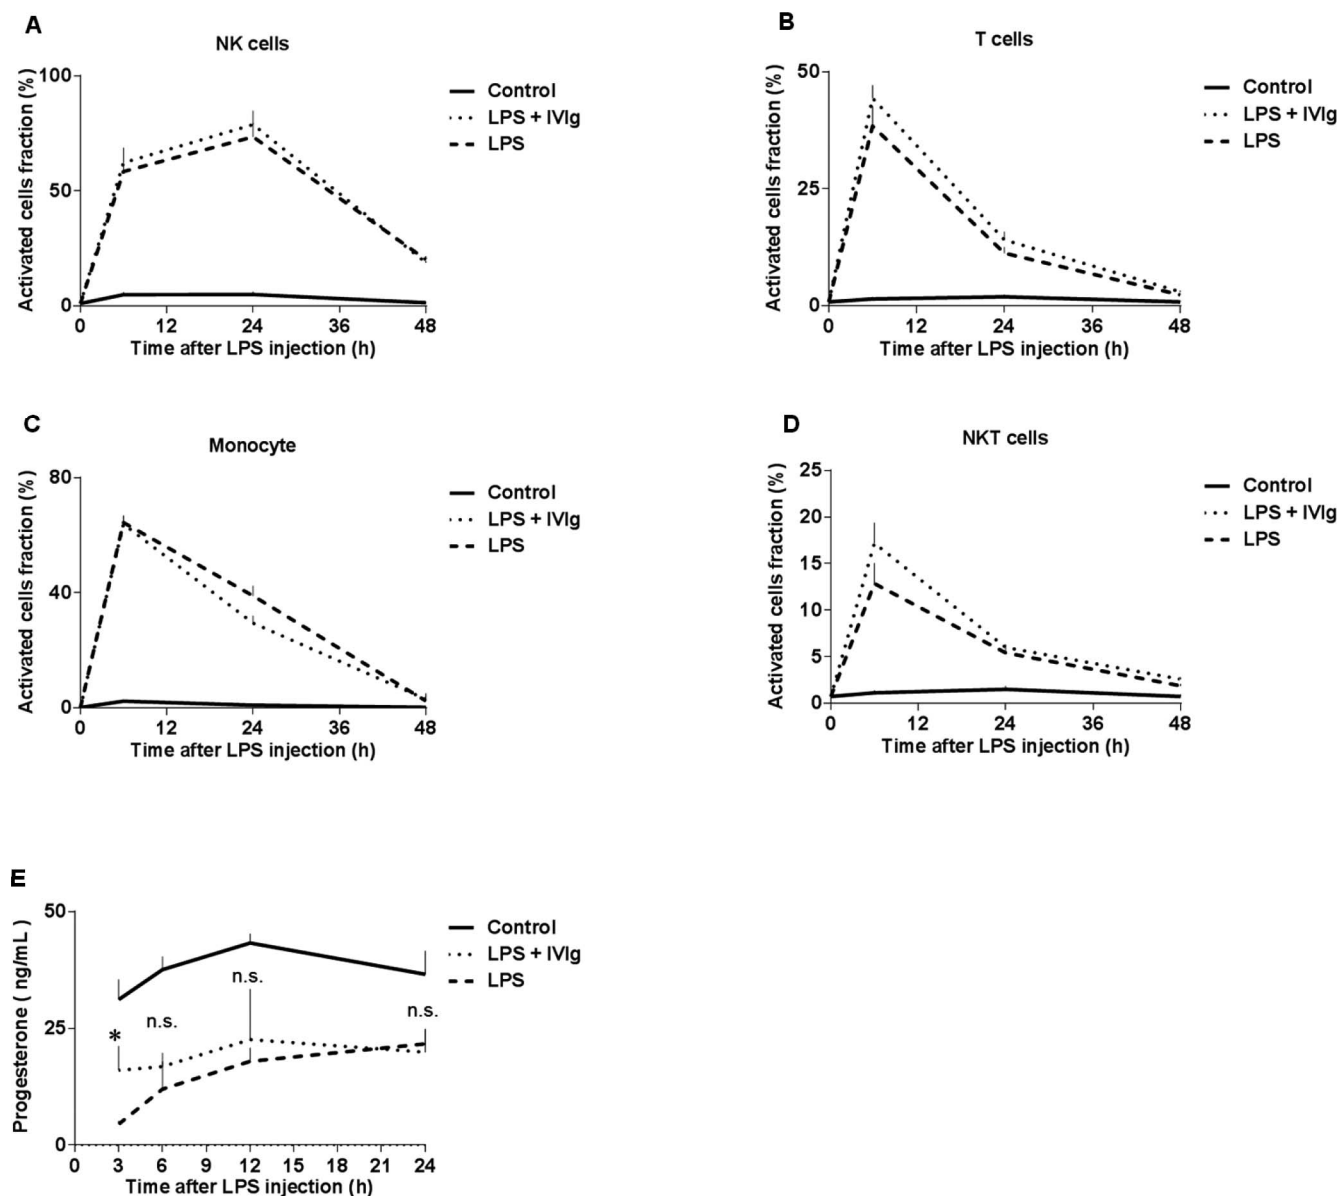 A
NK cells
Activated cells fraction (%)
100
50
0
0 12 24 36 48
Time after LPS injection (h)
Control
LPS + IVIg
LPS
B
T cells
Activated cells fraction (%)
50
25
0
0 12 24 36 48
Time after LPS injection (h)
Control
LPS + IVIg
LPS
C
Monocyte
Activated cells fraction (%)
80
40
0
0 12 24 36 48
Time after LPS injection (h)
Control
LPS + IVIg
LPS
D
NKT cells
Activated cells fraction (%)
25
20
15
10
5
0
0 12 24 36 48
Time after LPS injection (h)
Control
LPS + IVIg
LPS
E
Progesterone ( ng/mL )
50
25
0
*
n.s.
n.s.
n.s.
0 3 6 9 12 15 18 21 24
Time after LPS injection (h)
Control
LPS + IVIg
LPS